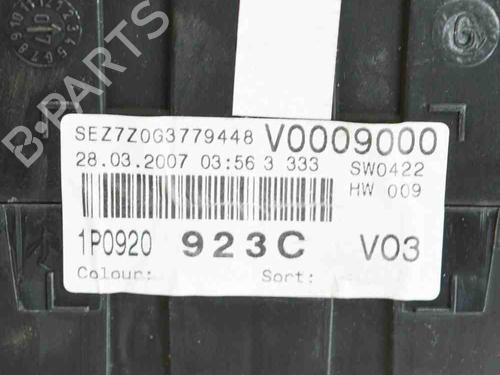 SEZ7Z0G3779448 V0009000
28.03.2007 03:56 3 333 SW0422
HW 009
1P0920 923C V03
Colour: Sort:
B-PARTS